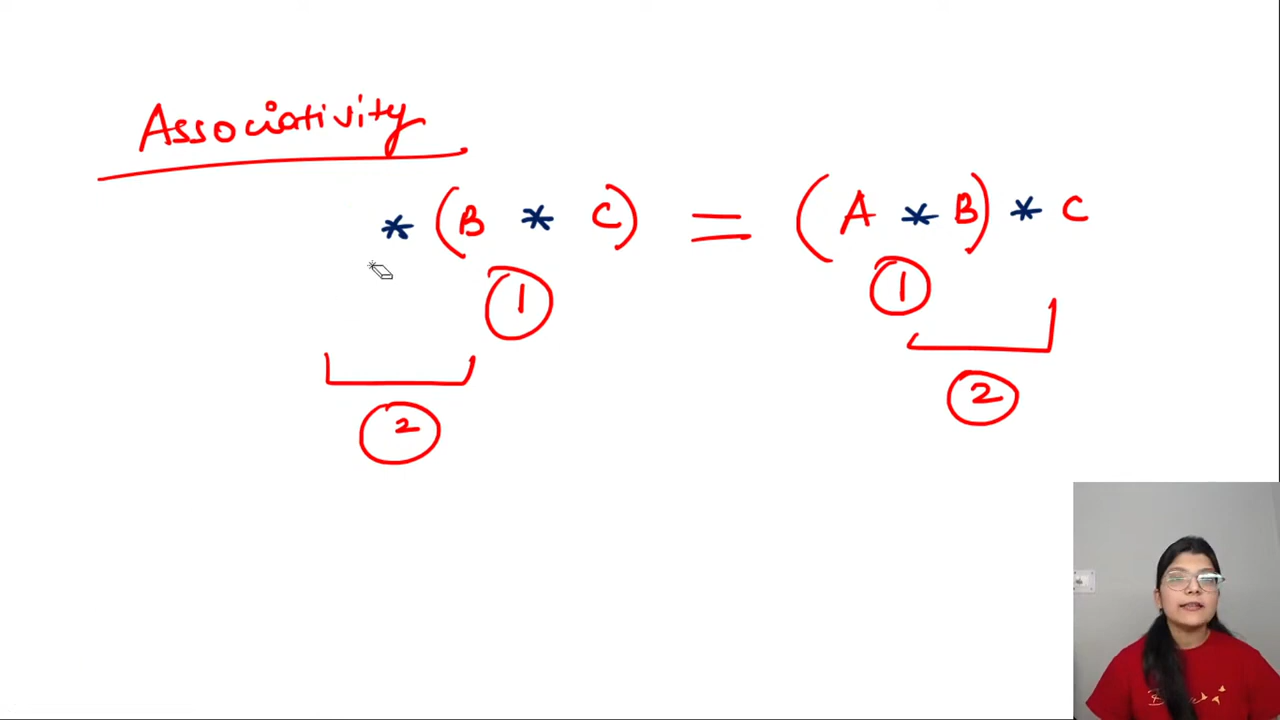 Associativity
* (B * C) = (A * B) * C
1 1
2 2